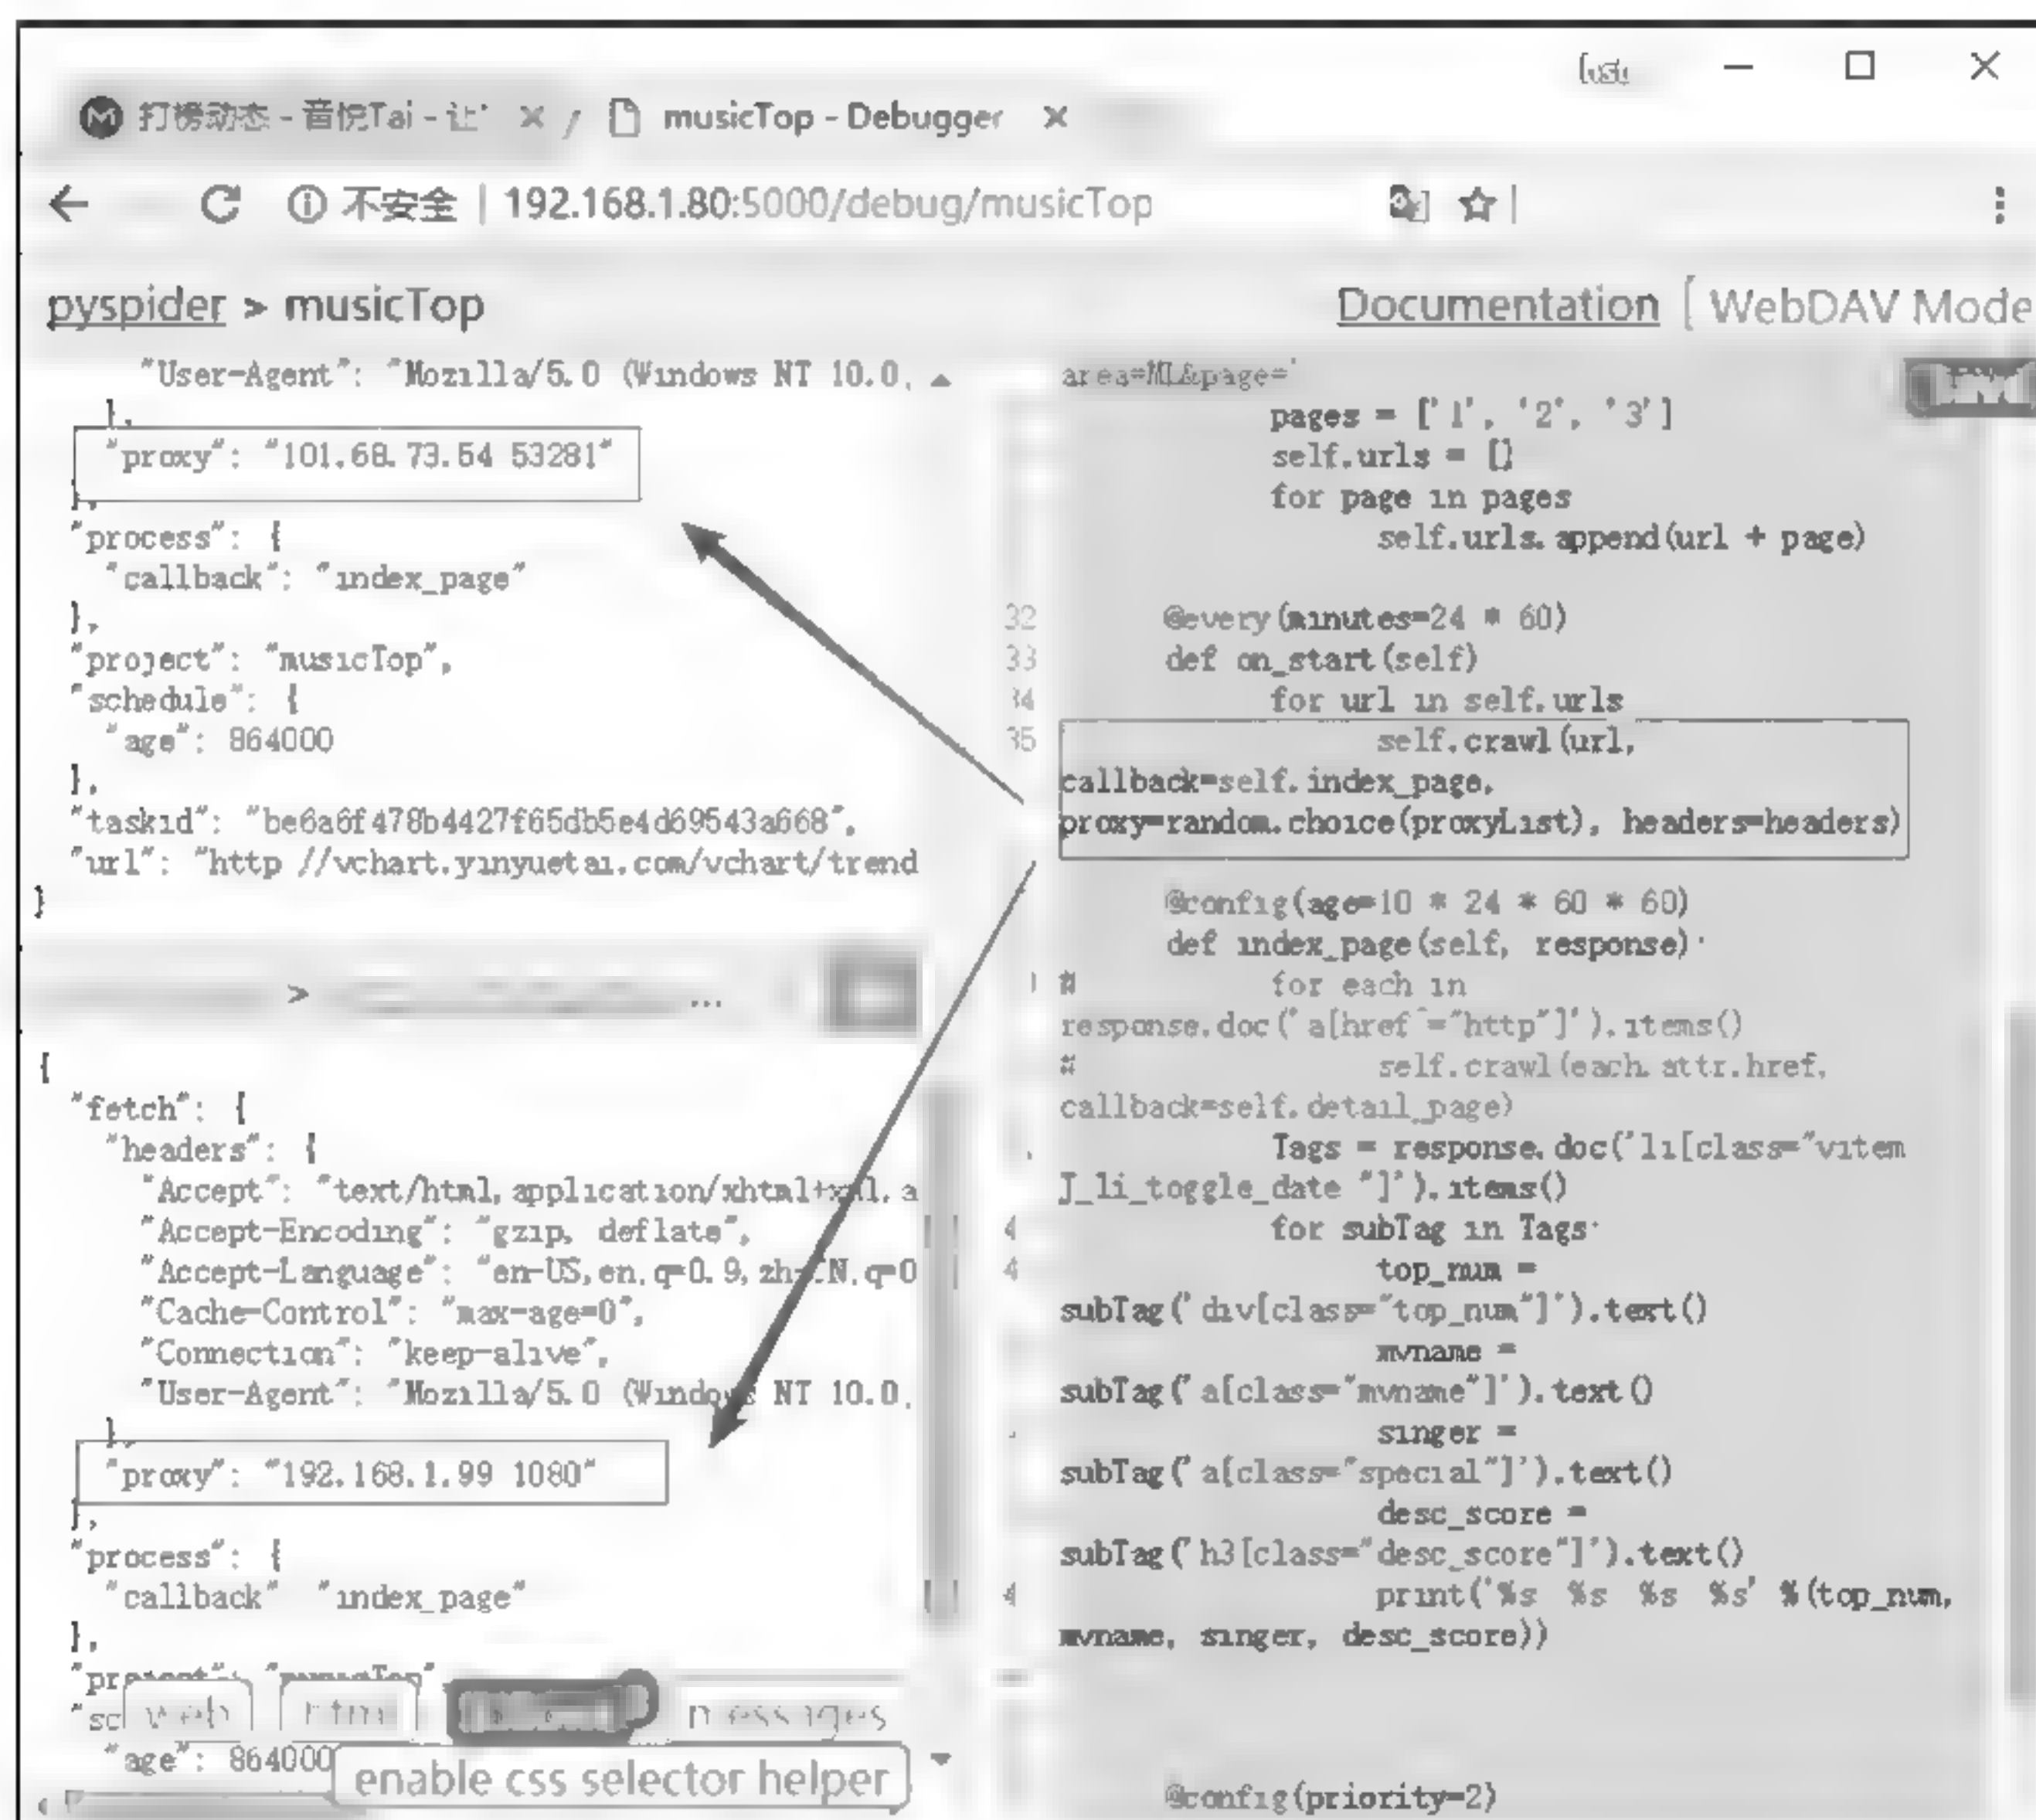 打榜动态 - 音悦Tai - 让
musicTop - Debugger
不安全 | 192.168.1.80:5000/debug/musicTop
pyspider > musicTop
Documentation [ WebDAV Mode
"User-Agent": "Mozilla/5.0 (Windows NT 10.0,
},
"proxy": "101.68.73.54 53281"
},
"process": {
"callback": "index_page"
},
"project": "musicTop",
"schedule": {
"age": 864000
},
"taskid": "be6a6f478b4427f65db5e4d69543a668",
"url": "http //vchart.yinyuetai.com/vchart/trend
}
> ...
{
"fetch": {
"headers": {
"Accept": "text/html,application/xhtml+xml,a
"Accept-Encoding": "gzip, deflate",
"Accept-Language": "en-US,en,q=0.9,zh-CN,q=0
"Cache-Control": "max-age=0",
"Connection": "keep-alive",
"User-Agent": "Mozilla/5.0 (Windows NT 10.0,
},
"proxy": "192.168.1.99 1080"
},
"process": {
"callback" "index_page"
},
"project": "musicTop"
"sc
web html messages
"age": 864000
enable css selector helper
area=ML&page='
pages = ['1', '2', '3']
self.urls = []
for page in pages
self.urls.append(url + page)
32 @every(minutes=24 * 60)
33 def on_start(self)
34 for url in self.urls
35 self.crawl(url,
callback=self.index_page,
proxy=random.choice(proxyList), headers=headers)
@config(age=10 * 24 * 60 * 60)
def index_page(self, response)
# for each in
response.doc('a[href^="http"]').items()
# self.crawl(each.attr.href,
callback=self.detail_page)
Tags = response.doc('li[class="vitem
J_li_toggle_date "]').items()
4 for subTag in Tags
4 top_num =
subTag('div[class="top_num"]').text()
mvname =
subTag('a[class="mvname"]').text()
singer =
subTag('a[class="special"]').text()
desc_score =
subTag('h3[class="desc_score"]').text()
4 print('%s %s %s %s' %(top_num,
mvname, singer, desc_score))
@config(priority=2)